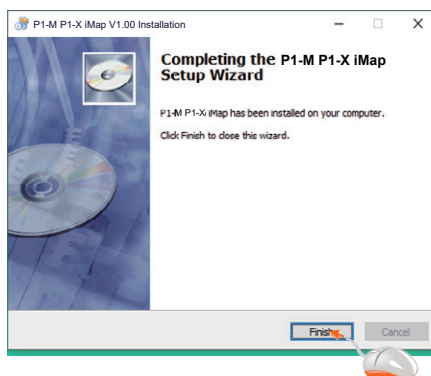 P1-M P1-X iMap V1.00 Installation
Completing the P1-M P1-X iMap
Setup Wizard
P1-M P1-X iMap has been installed on your computer.
Click Finish to close this wizard.
Finish
Cancel